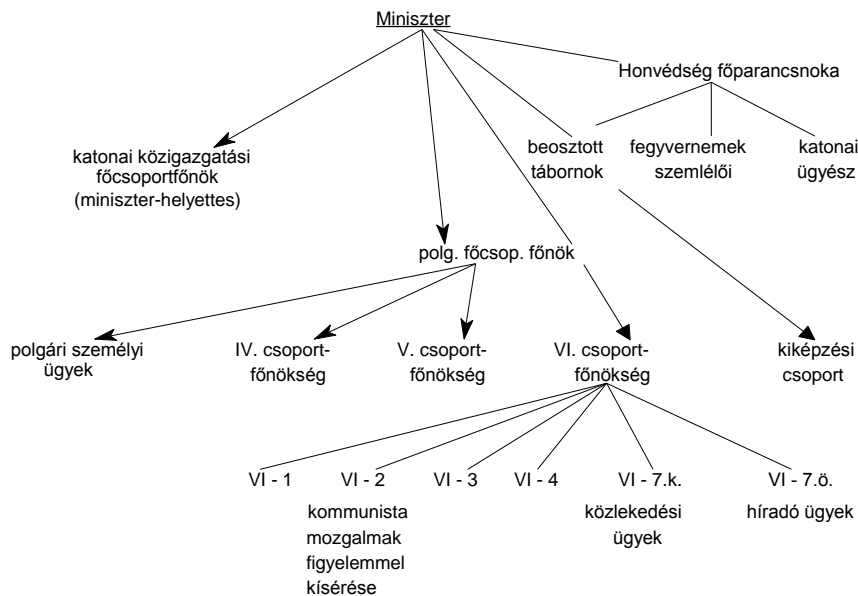 Miniszter
Honvédség főparancsnoka
katonai közigazgatási
főcsoportfőnök
(miniszter-helyettes)
beosztott
tábornok
fegyvernemek
szemlélői
katonai
ügyész
polg. főcsop. főnök
polgári személyi
ügyek
IV. csoport-
főnökség
V. csoport-
főnökség
VI. csoport-
főnökség
kiképzési
csoport
VI - 1
VI - 2
VI - 3
VI - 4
VI - 7.k.
VI - 7.ö.
kommunista
mozgalmak
figyelemmel
kísérése
közlekedési
ügyek
híradó ügyek